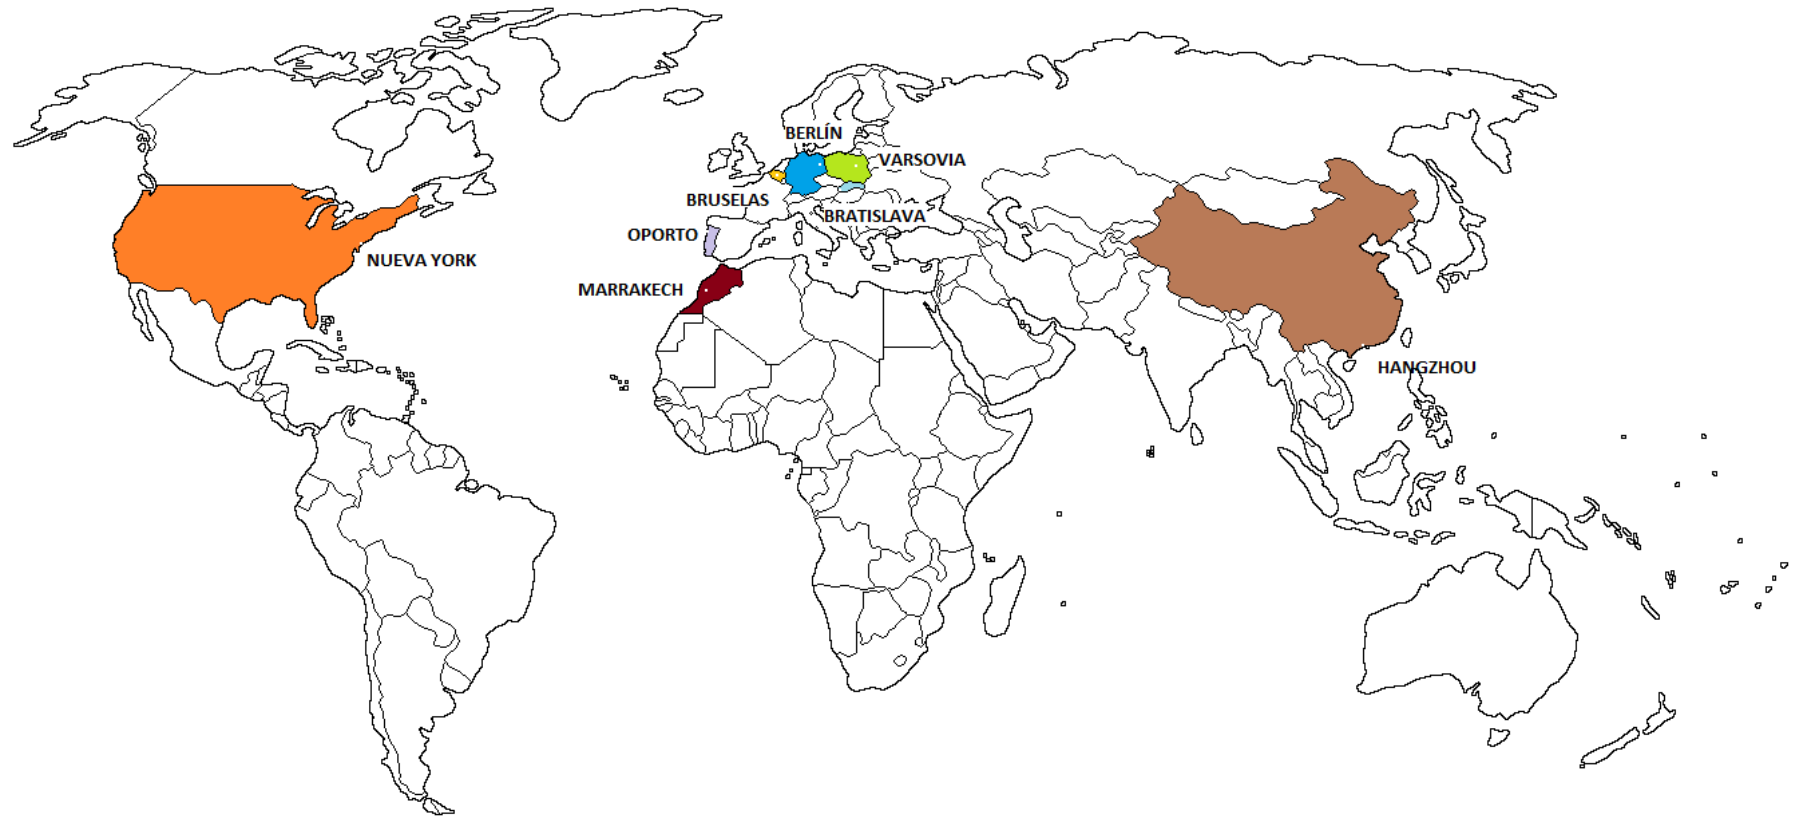 BERLÍN
VARSOVIA
BRUSELAS
BRATISLAVA
OPORTO
NUEVA YORK
MARRAKECH
HANGZHOU